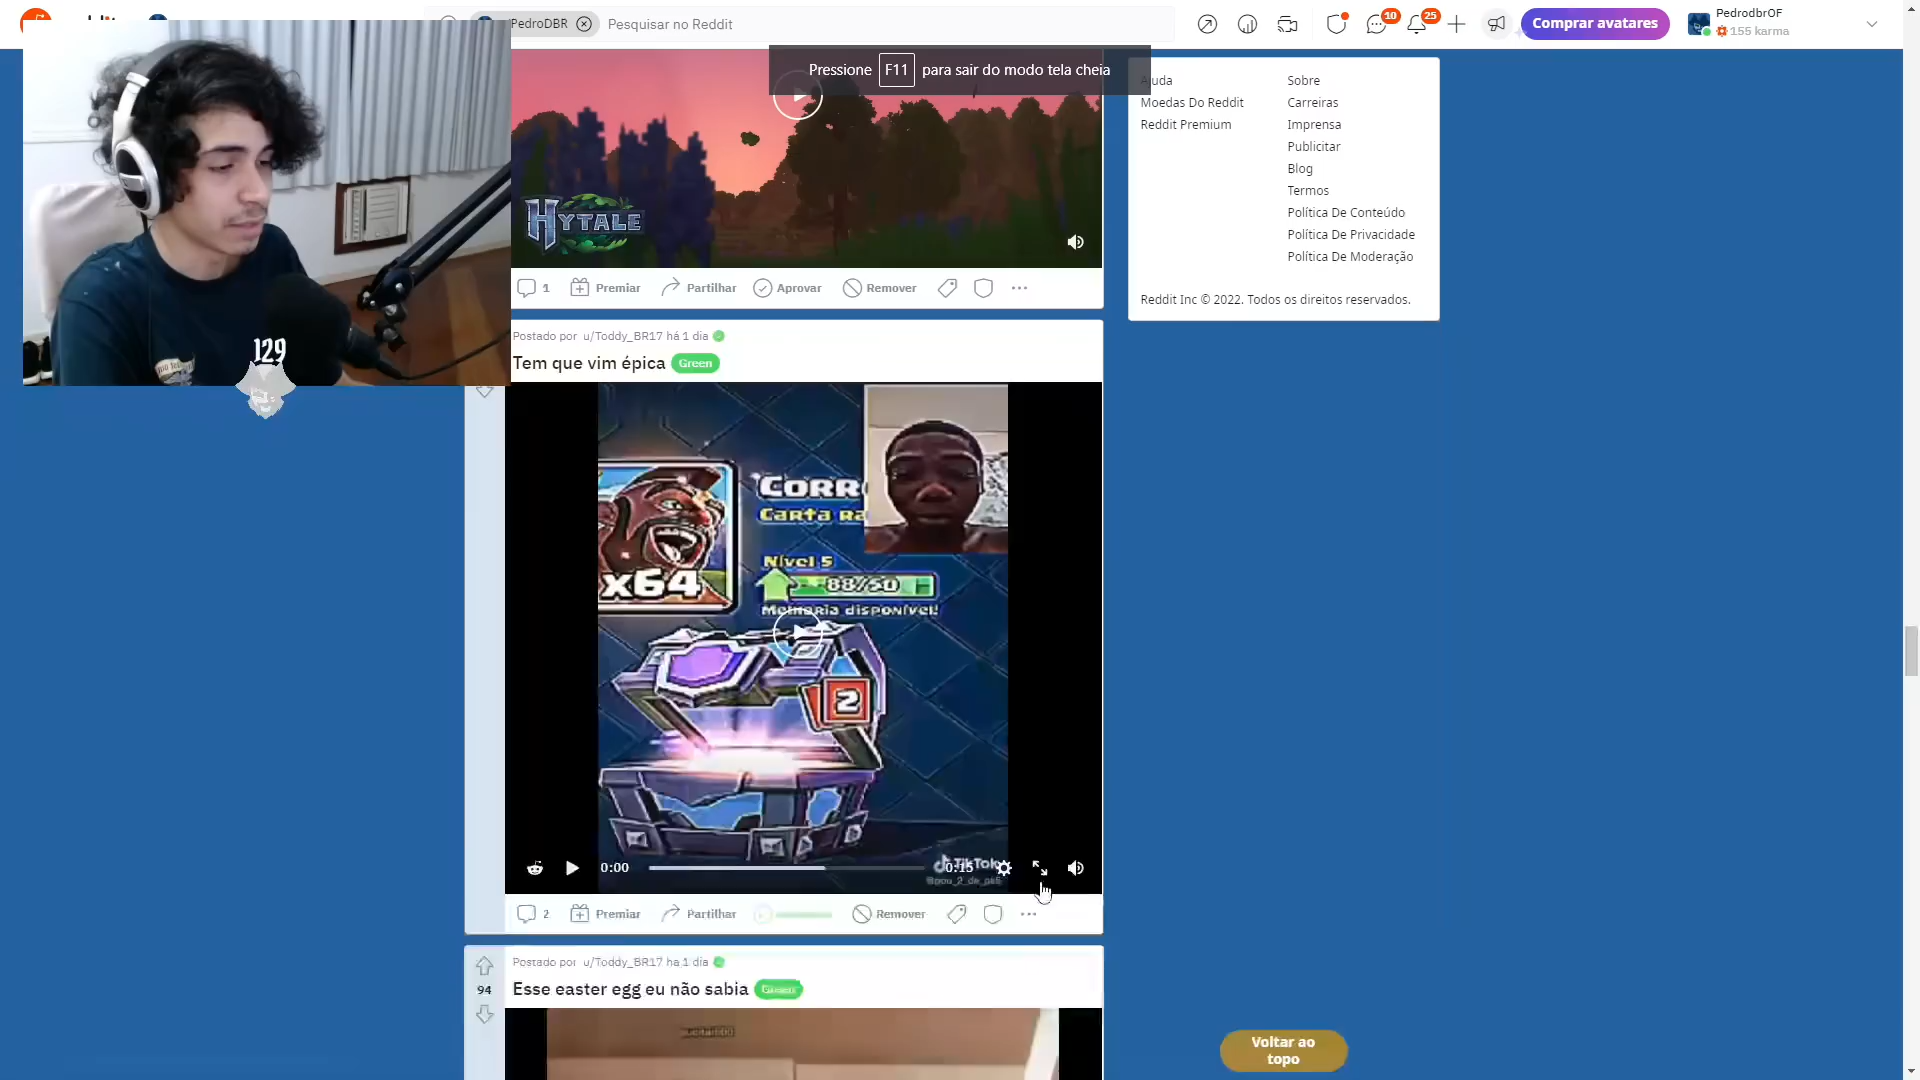 PedroDBR
Pesquisar no Reddit
10
25
Comprar avatares
PedrodbrOF
155 karma
Pressione F11 para sair do modo tela cheia
Ajuda
Moedas Do Reddit
Reddit Premium
Sobre
Carreiras
Imprensa
Publicitar
Blog
Termos
Política De Conteúdo
Política De Privacidade
Política De Moderação
Reddit Inc © 2022. Todos os direitos reservados.
HYTALE
1
Premiar
Partilhar
Aprovar
Remover
129
Postado por u/Toddy_BR17 há 1 dia
Tem que vim épica Green
CORR
Carta Ra
Nível 5
88/50
Melhoria disponível!
x64
2
0:00
0:15
TikTok
@pou_2_de_ps5
2
Premiar
Partilhar
Remover
94
Postado por u/Toddy_BR17 há 1 dia
Esse easter egg eu não sabia Green
Voltar ao
topo